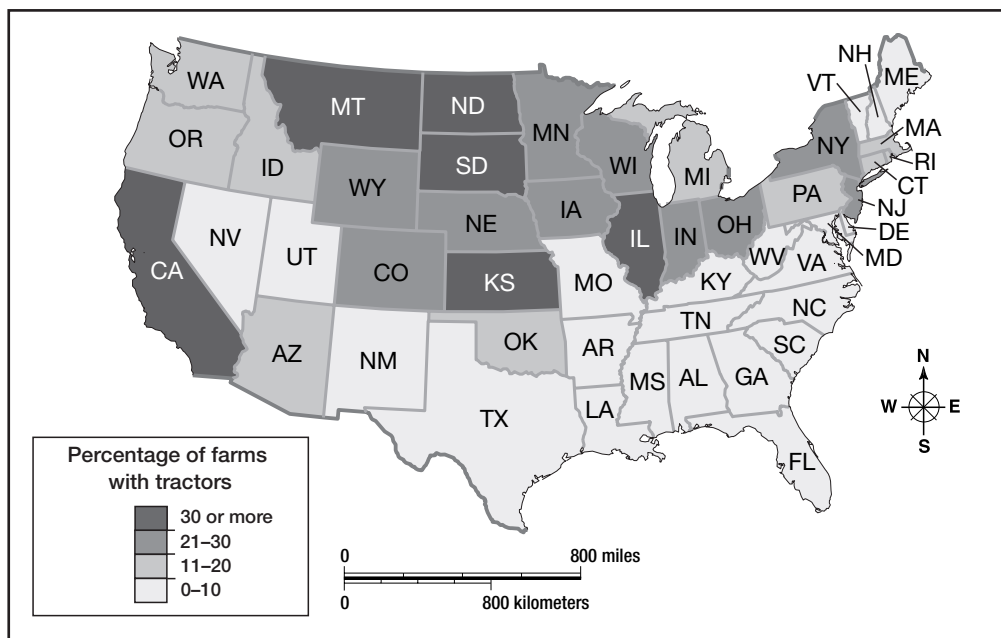 NH
VT
ME
WA
MT
ND
MN
OR
ID
SD
WI
NY
MA
RI
CT
MI
WY
PA
NJ
IA
NE
DE
NV
IL
IN
OH
MD
UT
CA
CO
KS
MO
WV
VA
KY
NC
TN
OK
AZ
NM
AR
SC
MS
AL
GA
N
W
E
S
LA
TX
FL
Percentage of farms
with tractors
30 or more
21–30
11–20
0–10
0 800 miles
0 800 kilometers